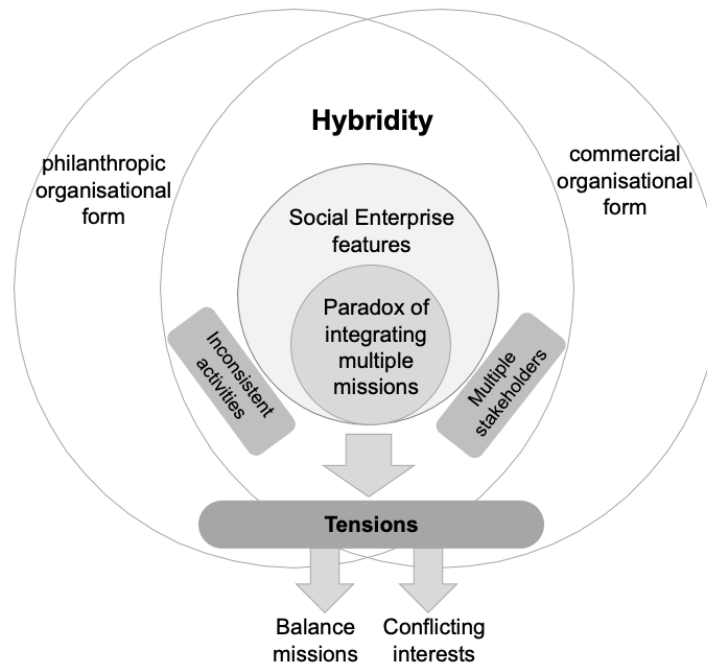 Hybridity
philanthropic
organisational
form
commercial
organisational
form
Social Enterprise
features
Paradox of
integrating
multiple
missions
Inconsistent
activities
Multiple
stakeholders
Tensions
Balance
missions
Conflicting
interests